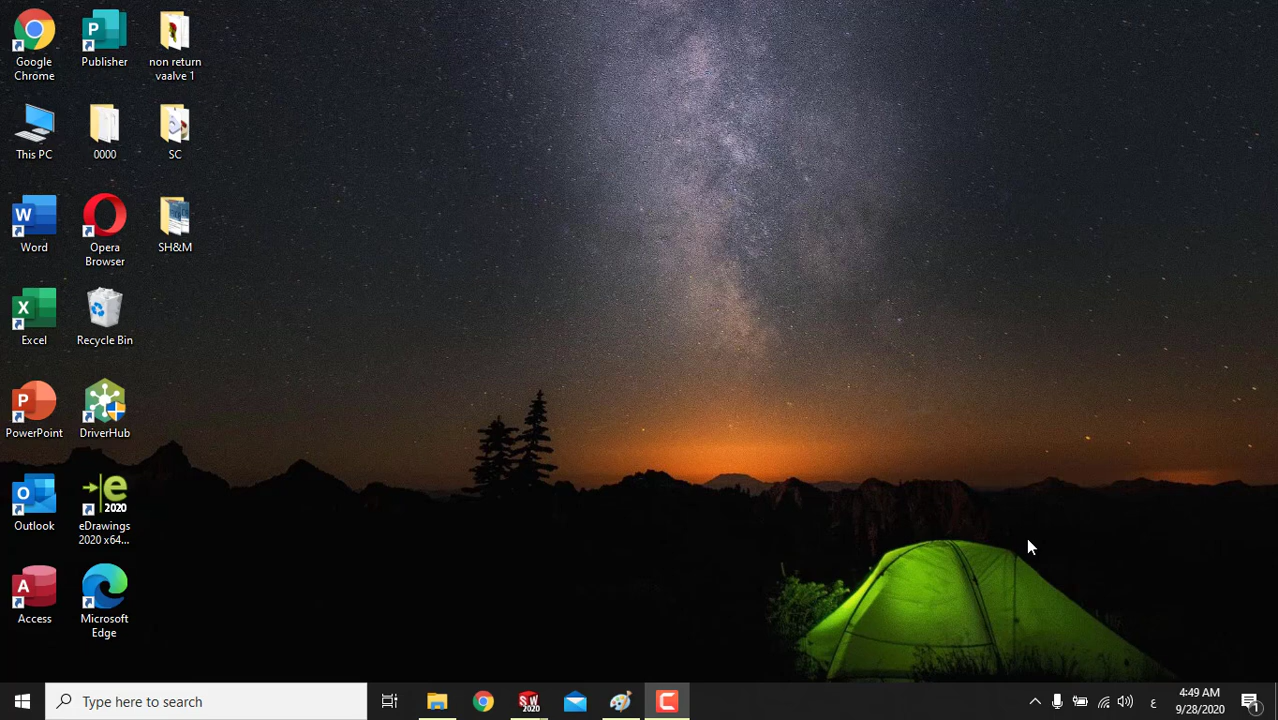 Google
Chrome
Publisher
non return
vaalve 1
This PC
0000
SC
Word
Opera
Browser
SH&M
Excel
Recycle Bin
PowerPoint
DriverHub
Outlook
eDrawings
2020 x64...
Access
Microsoft
Edge
Type here to search
ع
4:49 AM
9/28/2020